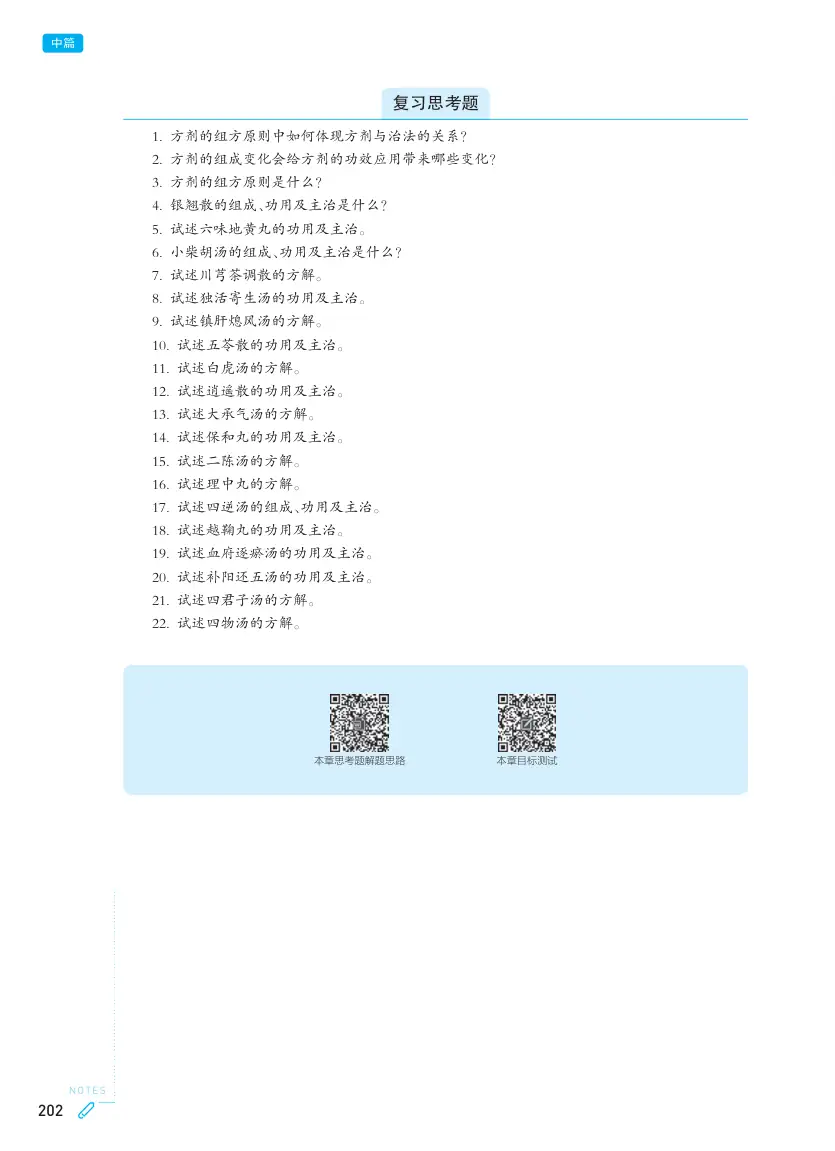 中篇
复习思考题
1. 方剂的组方原则中如何体现方剂与治法的关系?
2. 方剂的组成变化会给方剂的功效应用带来哪些变化?
3. 方剂的组方原则是什么?
4. 银翘散的组成、功用及主治是什么?
5. 试述六味地黄丸的功用及主治。
6. 小柴胡汤的组成、功用及主治是什么?
7. 试述川芎茶调散的方解。
8. 试述独活寄生汤的功用及主治。
9. 试述镇肝熄风汤的方解。
10. 试述五苓散的功用及主治。
11. 试述白虎汤的方解。
12. 试述逍遥散的功用及主治。
13. 试述大承气汤的方解。
14. 试述保和丸的功用及主治。
15. 试述二陈汤的方解。
16. 试述理中丸的方解。
17. 试述四逆汤的组成、功用及主治。
18. 试述越鞠丸的功用及主治。
19. 试述血府逐瘀汤的功用及主治。
20. 试述补阳还五汤的功用及主治。
21. 试述四君子汤的方解。
22. 试述四物汤的方解。
本章思考题解题思路
本章目标测试
NOTES
202